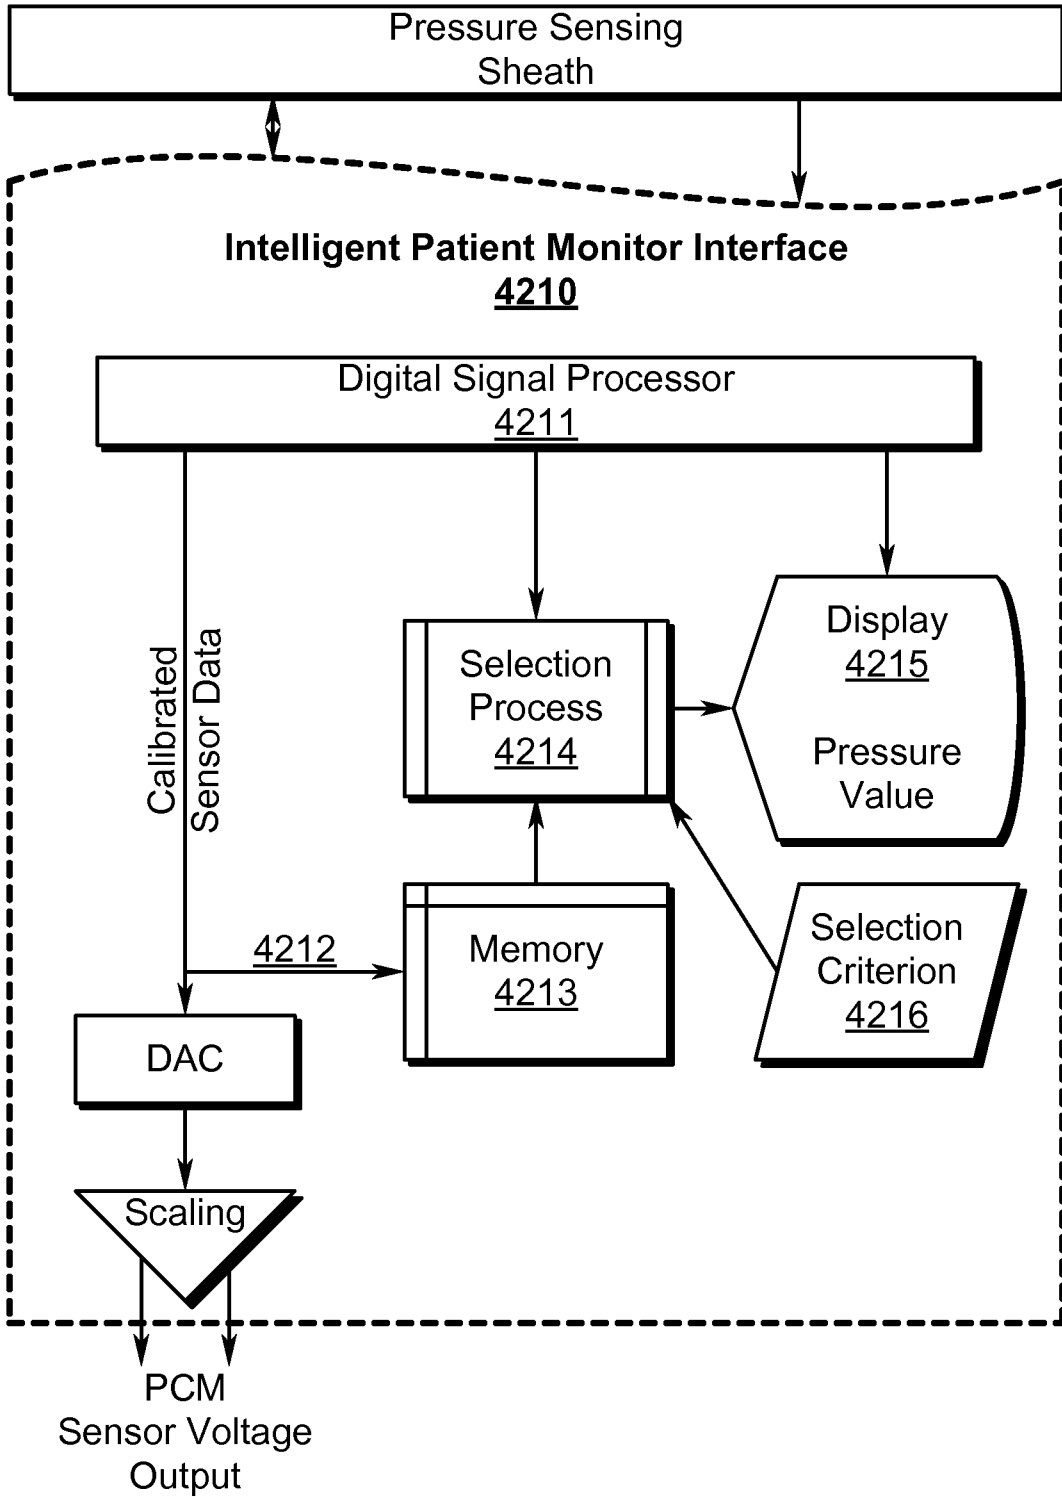 Pressure Sensing
Sheath
Intelligent Patient Monitor Interface
4210
Digital Signal Processor
4211
Calibrated
Sensor Data
Selection
Process
4214
Display
4215
Pressure
Value
4212
Memory
4213
Selection
Criterion
4216
DAC
Scaling
PCM
Sensor Voltage
Output